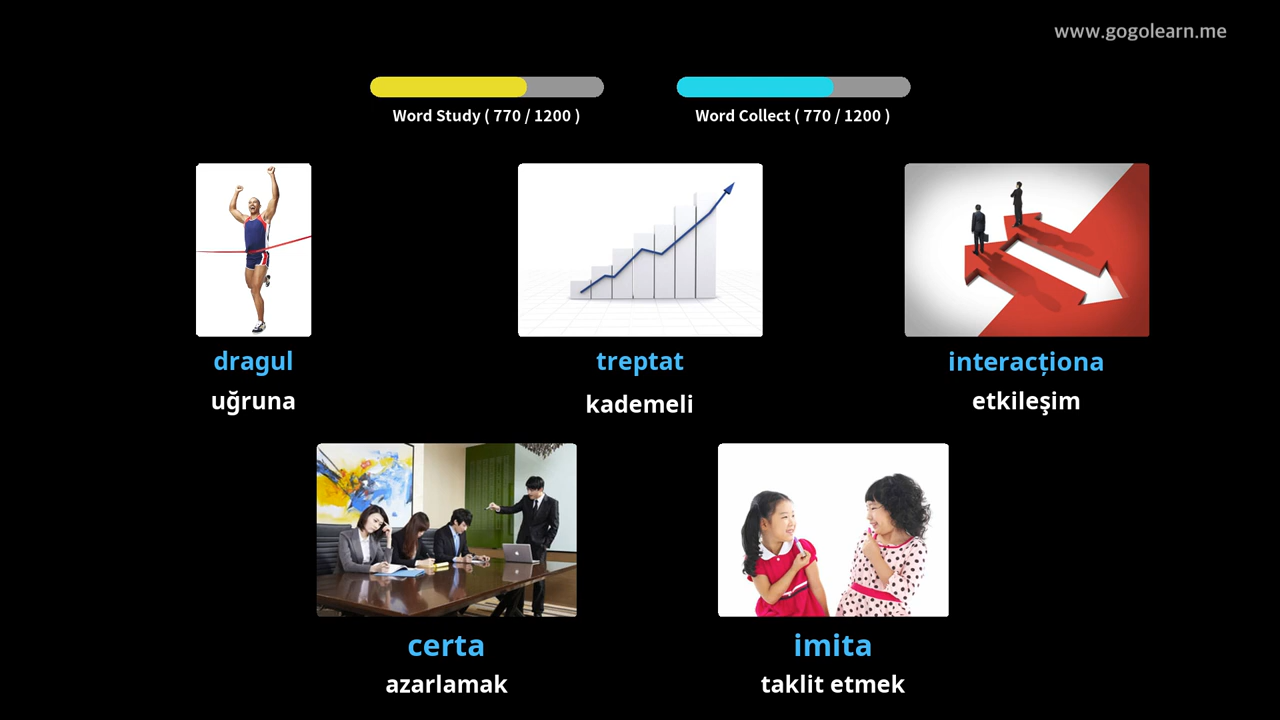 www.gogolearn.me
Word Study ( 770 / 1200 )
Word Collect ( 770 / 1200 )
dragul
uğruna
treptat
kademeli
interacționa
etkileşim
certa
azarlamak
imita
taklit etmek